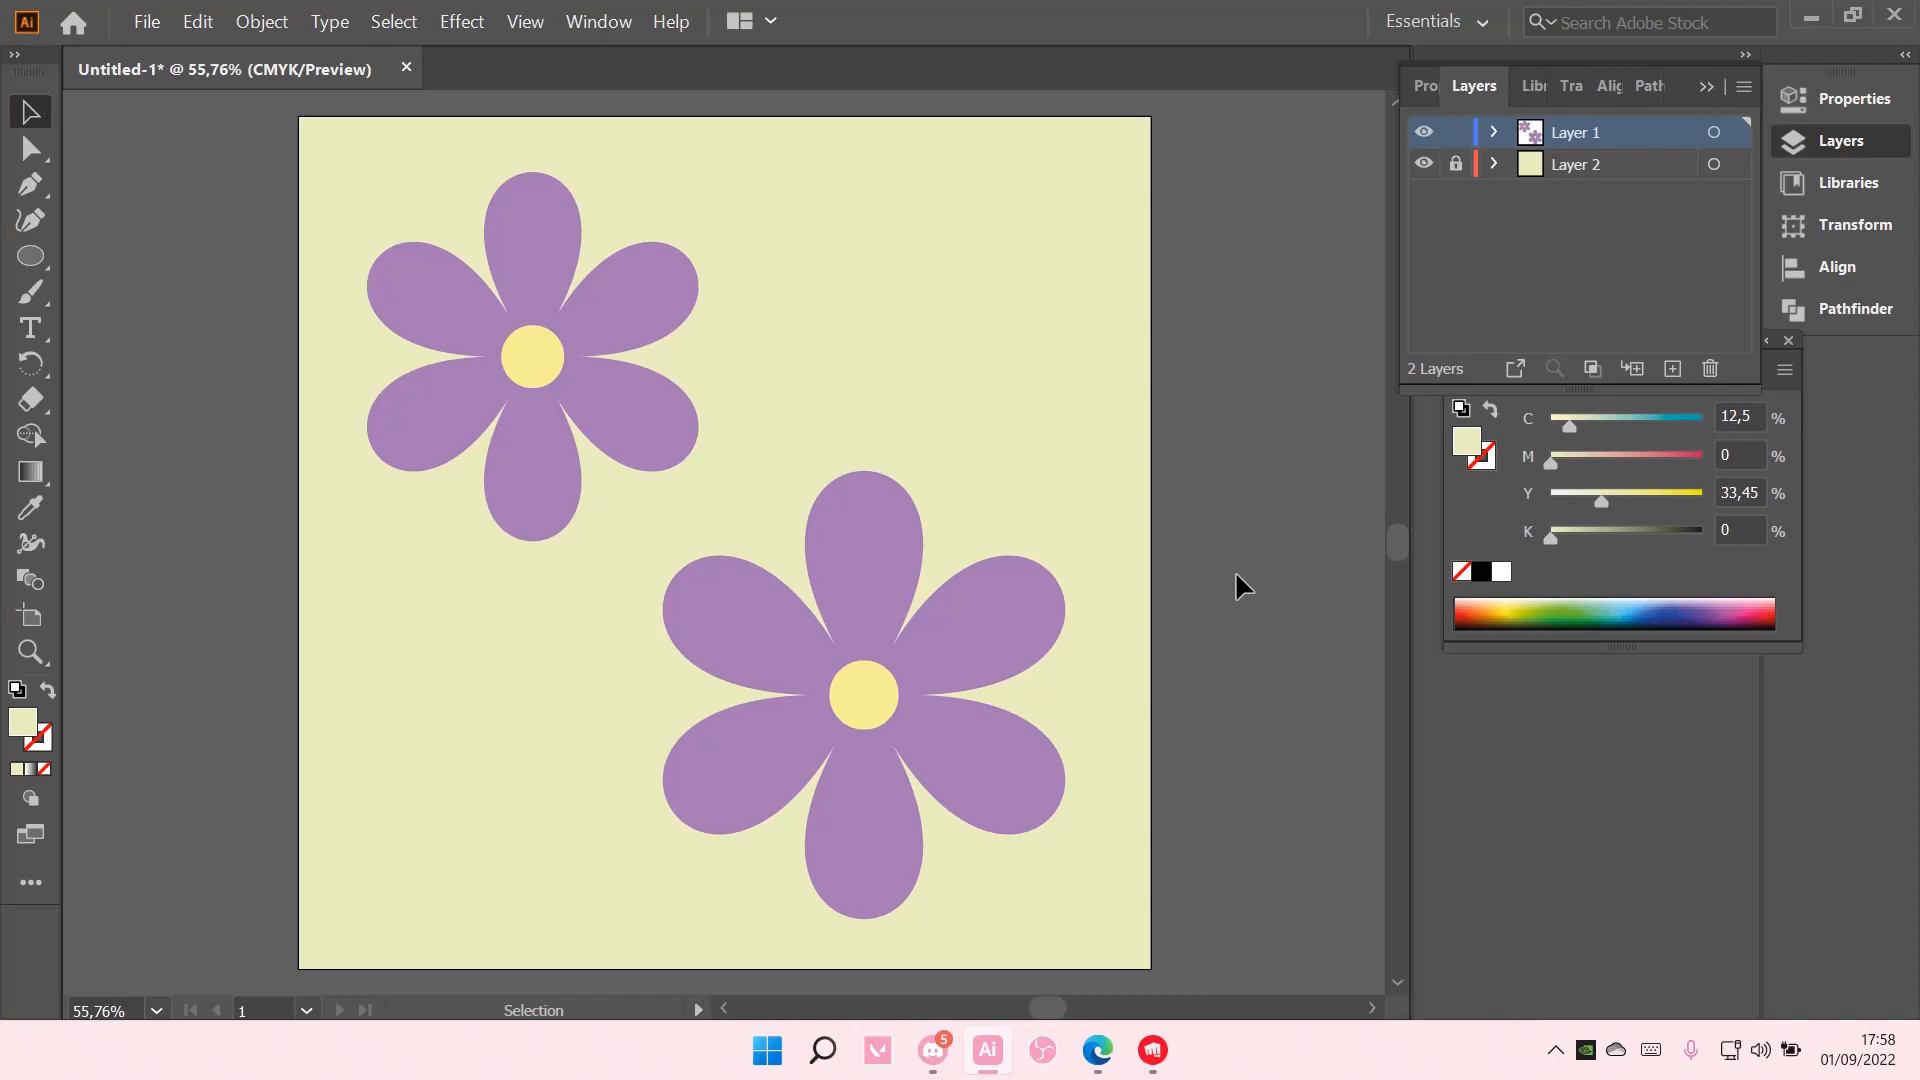 Ai File Edit Object Type Select Effect View Window Help Essentials Search Adobe Stock
Untitled-1* @ 55,76% (CMYK/Preview)
Pro Layers Libr Tra Alig Path
Layer 1
Layer 2
2 Layers
Properties
Layers
Libraries
Transform
Align
Pathfinder
C 12,5 %
M 0 %
Y 33,45 %
K 0 %
55,76% 1 Selection
5
Ai
17:58
01/09/2022